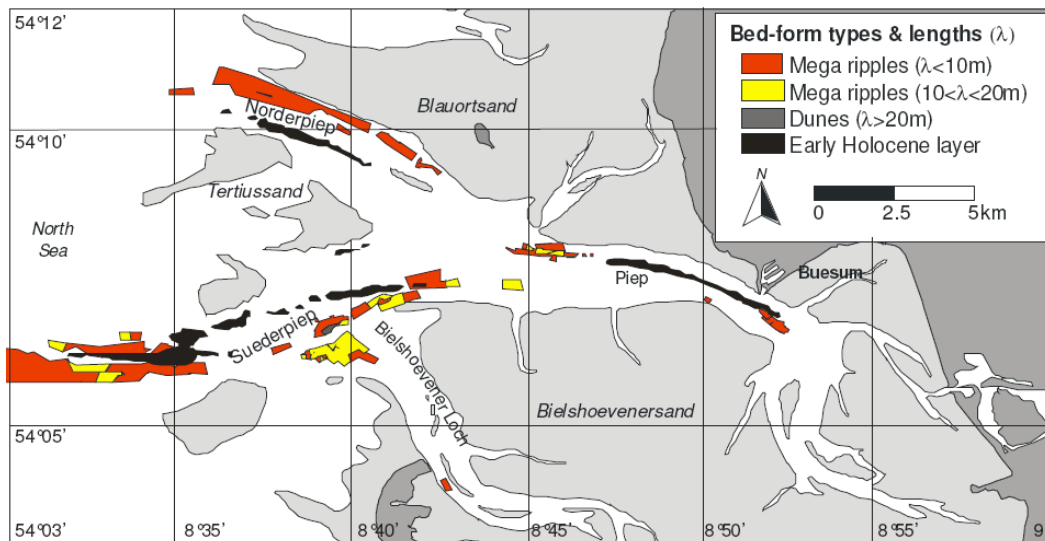 54°12'
54°10'
54°05'
54°03'
8°35'
8°40'
8°45'
8°50'
8°55'
9
Bed-form types & lengths (λ)
Mega ripples (λ<10m)
Mega ripples (10<λ<20m)
Dunes (λ>20m)
Early Holocene layer
N
0 2.5 5km
Norderpiep
Blauortsand
Tertiussand
North
Sea
Suederpiep
Piep
Buesum
Bielshoevener Loch
Bielshoevenersand